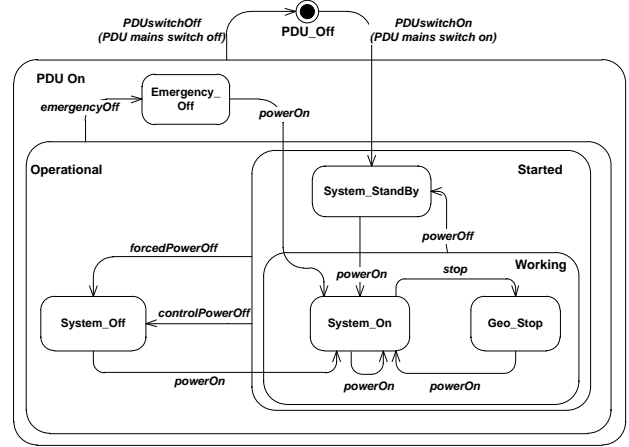 PDUswitchOff
(PDU mains switch off)
PDU_Off
PDUswitchOn
(PDU mains switch on)
PDU On
Emergency_
Off
emergencyOff
powerOn
Operational
Started
System_StandBy
forcedPowerOff
powerOff
powerOn
stop
Working
System_Off
controlPowerOff
System_On
Geo_Stop
powerOn
powerOn
powerOn